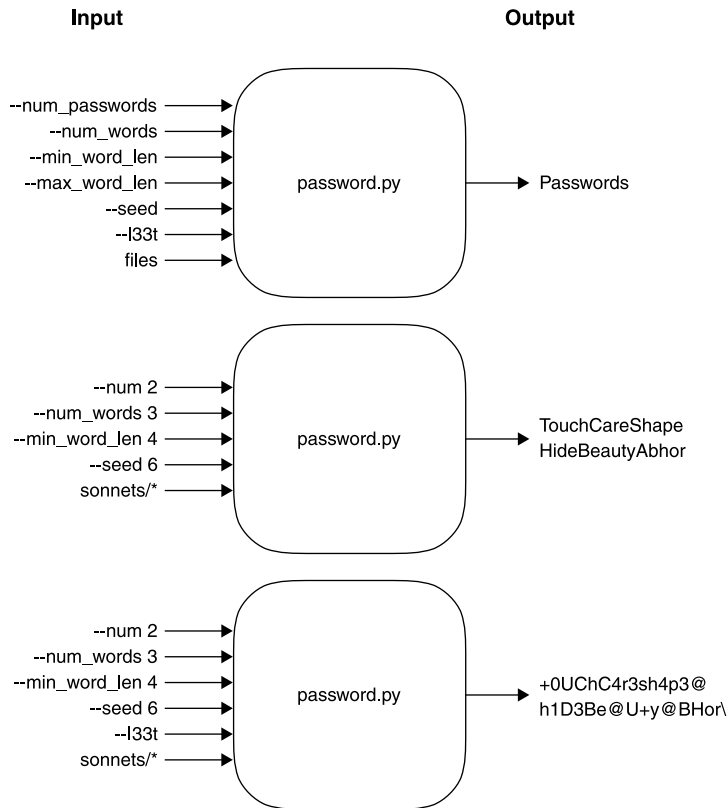 Input
Output
--num_passwords
--num_words
--min_word_len
--max_word_len
--seed
--l33t
files
password.py
Passwords
--num 2
--num_words 3
--min_word_len 4
--seed 6
sonnets/*
password.py
TouchCareShape
HideBeautyAbhor
--num 2
--num_words 3
--min_word_len 4
--seed 6
--l33t
sonnets/*
password.py
+0UChC4r3sh4p3@
h1D3Be@U+y@BHor\